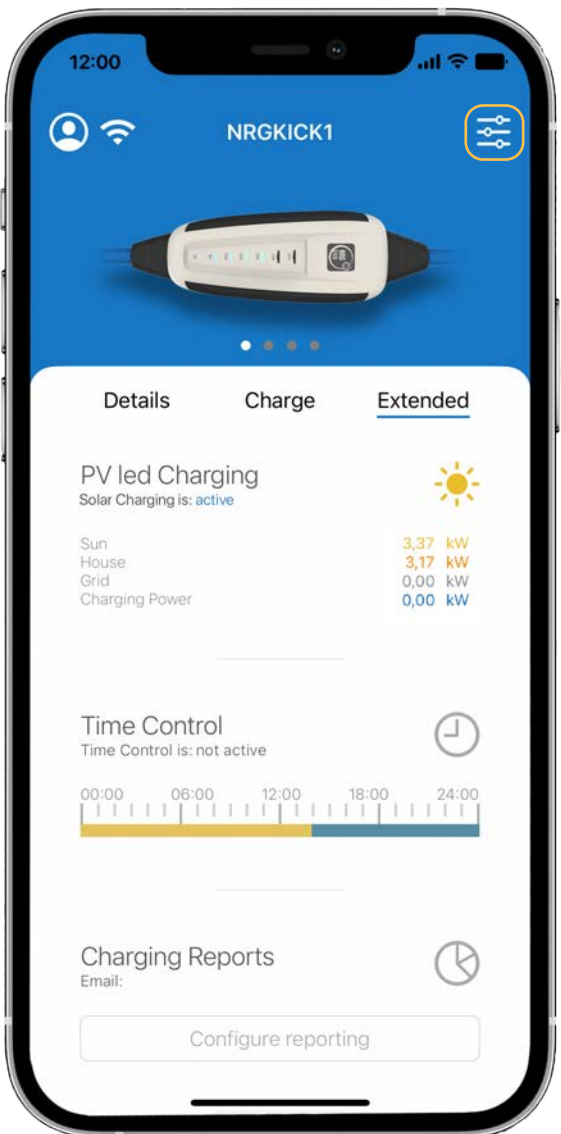 12:00
NRGKICK1
Details Charge Extended
PV led Charging
Solar Charging is: active
Sun 3,37 kW
House 3,17 kW
Grid 0,00 kW
Charging Power 0,00 kW
Time Control
Time Control is: not active
00:00 06:00 12:00 18:00 24:00
Charging Reports
Email:
Configure reporting